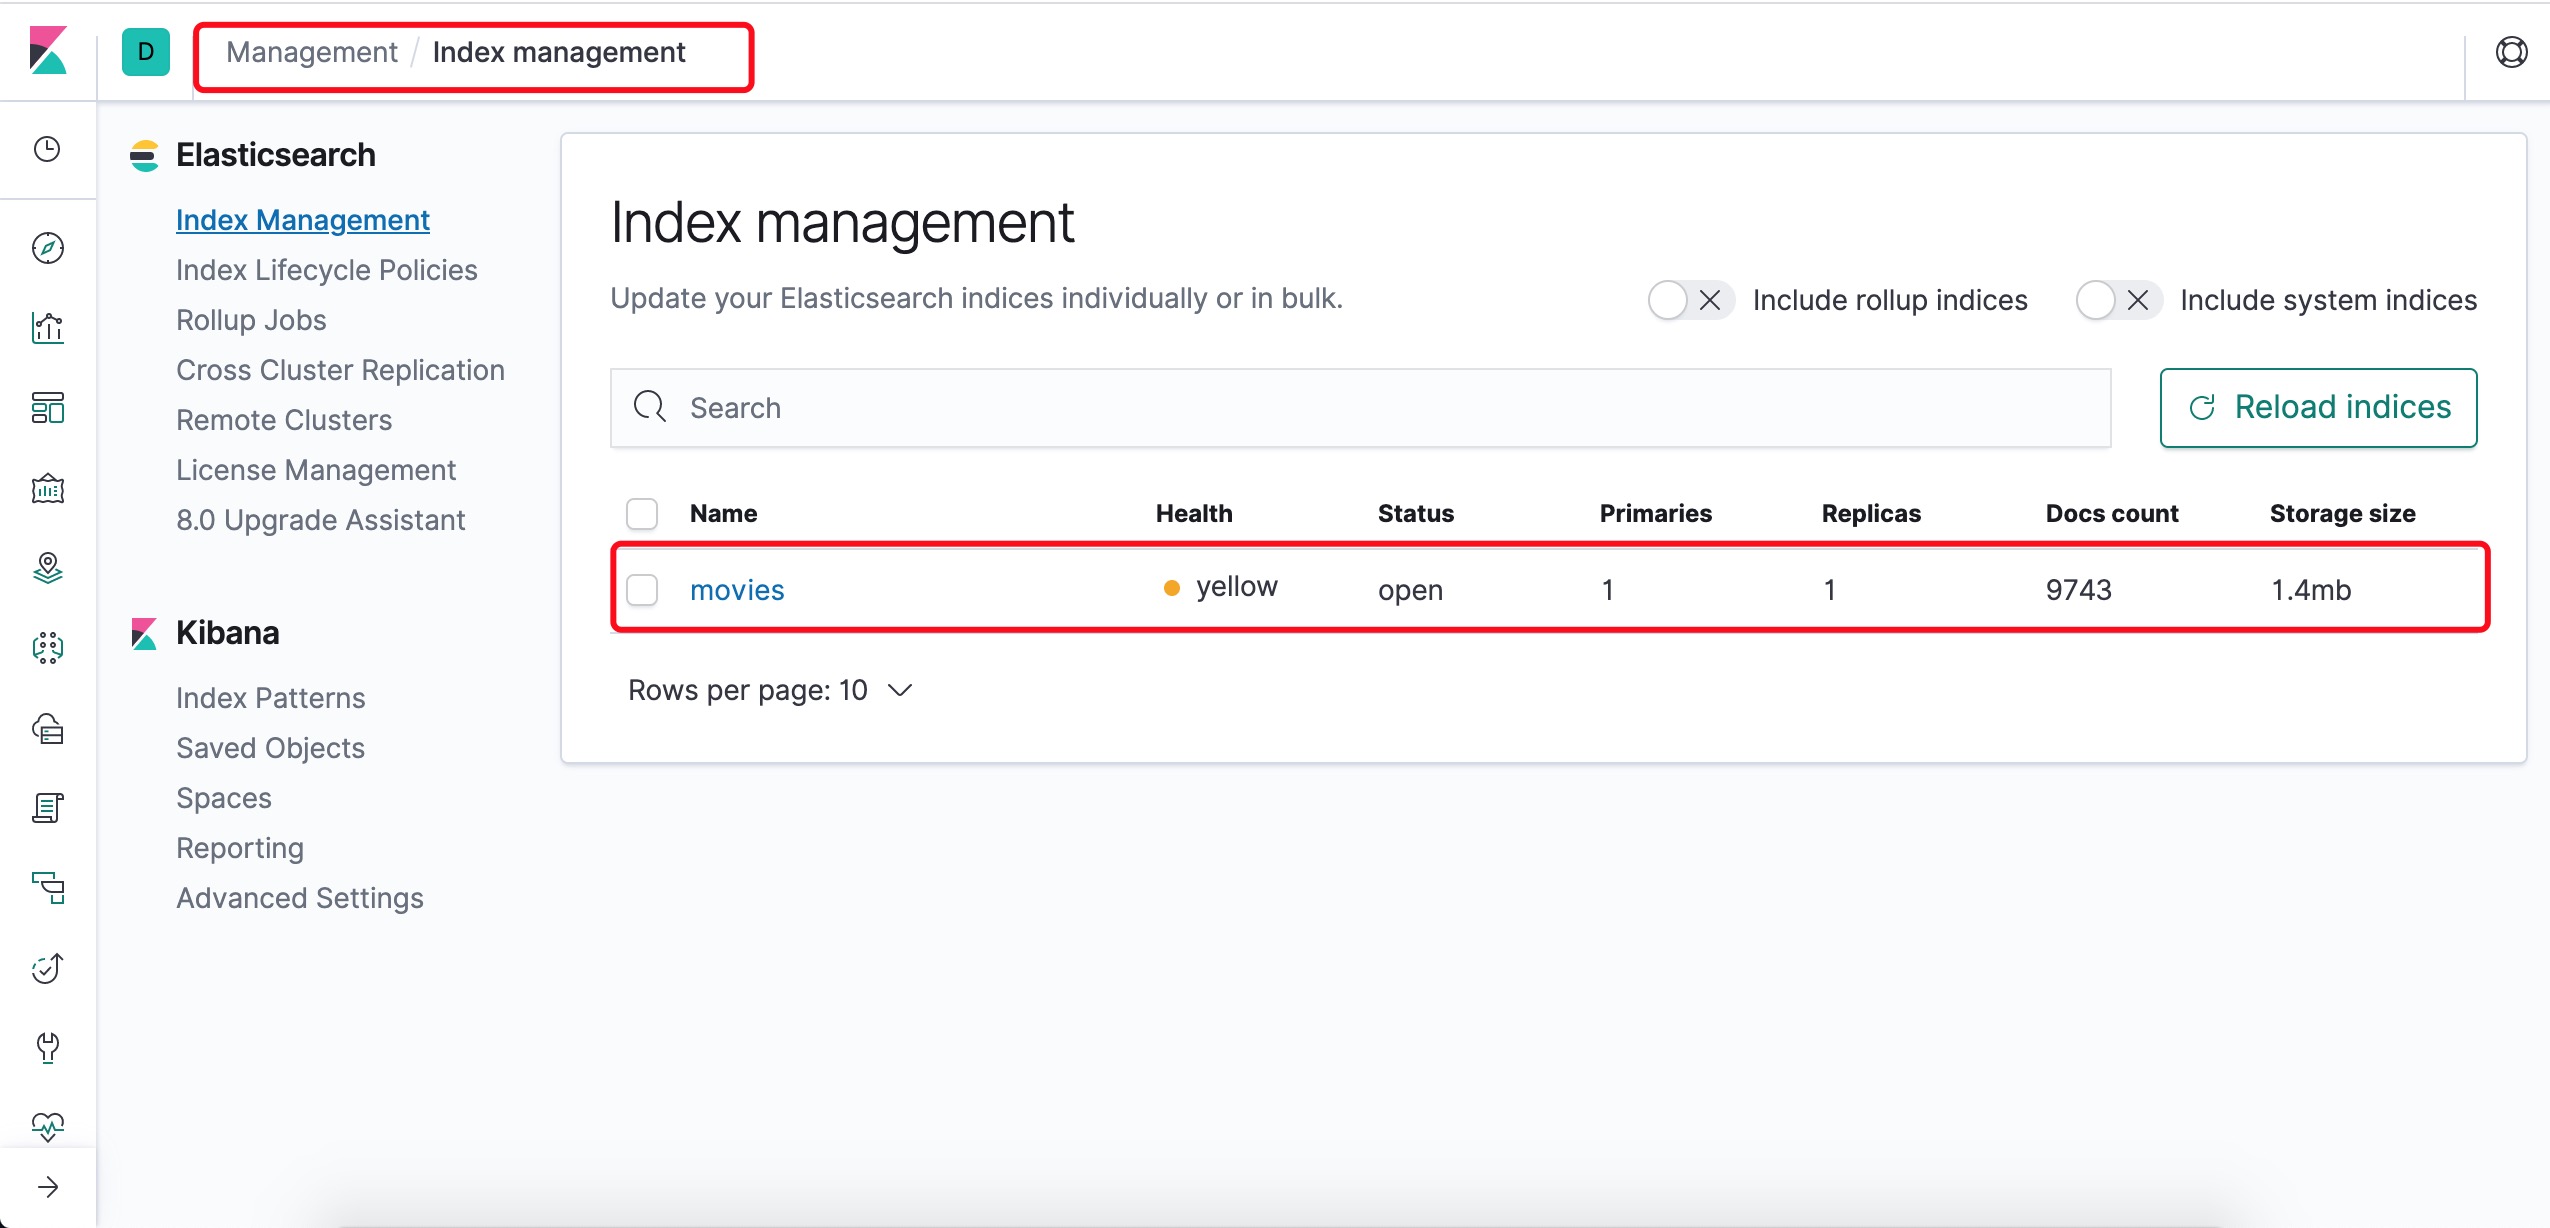 D Management / Index management
Elasticsearch
Index Management
Index Lifecycle Policies
Rollup Jobs
Cross Cluster Replication
Remote Clusters
License Management
8.0 Upgrade Assistant
Kibana
Index Patterns
Saved Objects
Spaces
Reporting
Advanced Settings
Index management
Update your Elasticsearch indices individually or in bulk.
Include rollup indices Include system indices
Search Reload indices
Name Health Status Primaries Replicas Docs count Storage size
movies yellow open 1 1 9743 1.4mb
Rows per page: 10